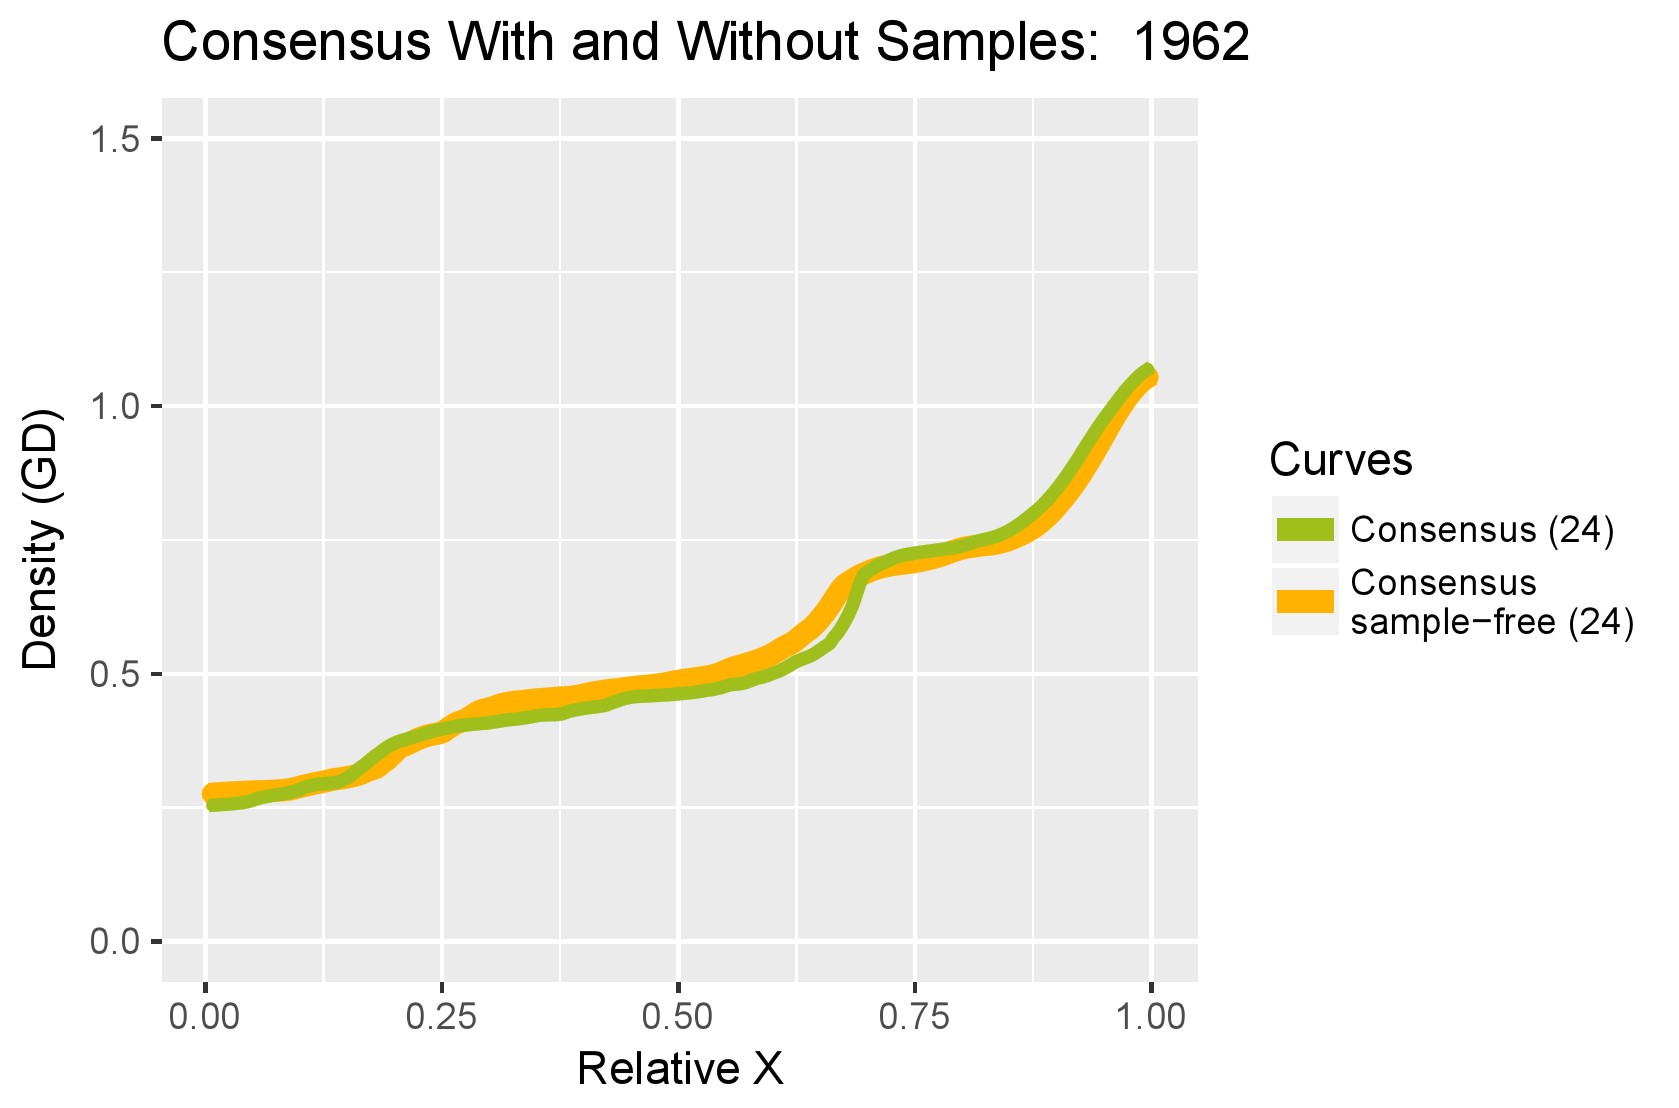 Consensus With and Without Samples:  1962
1.5
1.0
0.5
0.0
Density (GD)
0.00 0.25 0.50 0.75 1.00
Relative X
Curves
Consensus (24)
Consensus
sample−free (24)